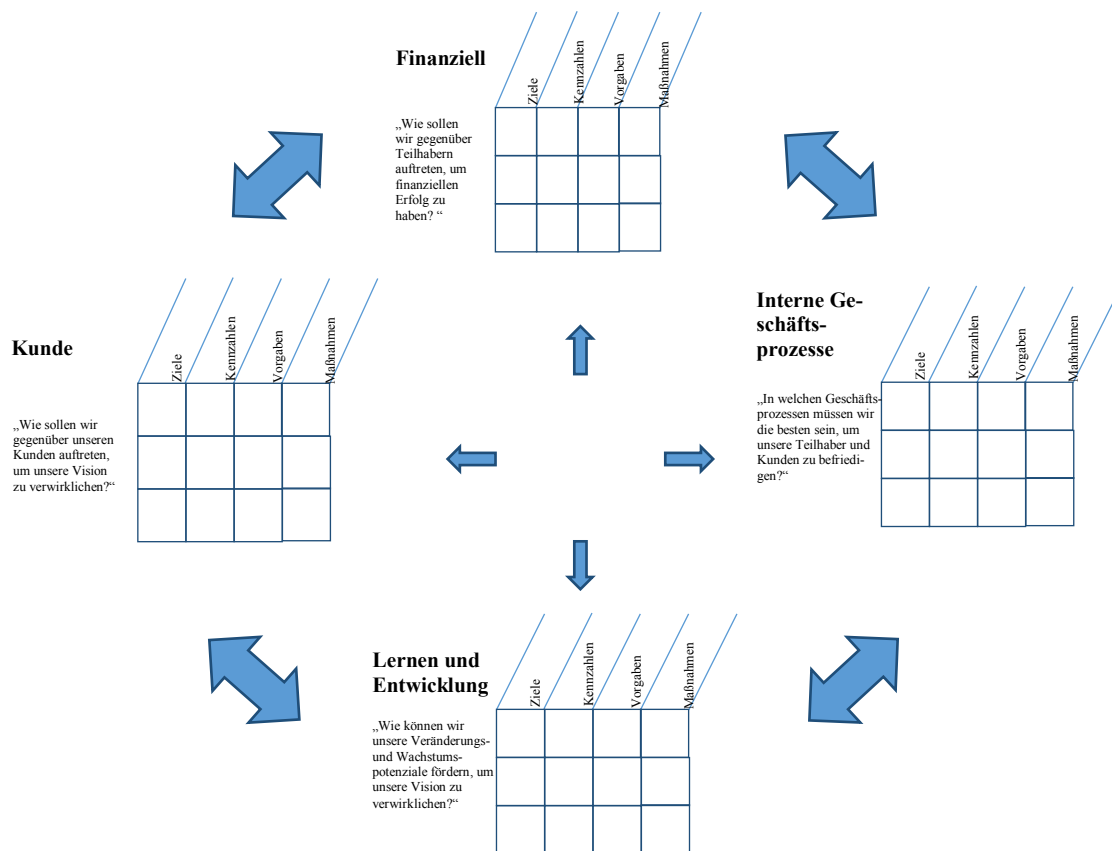 Finanziell
Ziele
Kennzahlen
Vorgaben
Maßnahmen
„Wie sollen
wir gegenüber
Teilhabern
auftreten, um
finanziellen
Erfolg zu
haben? “
Kunde
Ziele
Kennzahlen
Vorgaben
Maßnahmen
„Wie sollen wir
gegenüber unseren
Kunden auftreten,
um unsere Vision
zu verwirklichen?“
Interne Ge-
schäfts-
prozesse
Ziele
Kennzahlen
Vorgaben
Maßnahmen
„In welchen Geschäfts-
prozessen müssen wir
die besten sein, um
unsere Teilhaber und
Kunden zu befriedi-
gen?“
Lernen und
Entwicklung
Ziele
Kennzahlen
Vorgaben
Maßnahmen
„Wie können wir
unsere Veränderungs-
und Wachstums-
potenziale fördern, um
unsere Vision zu
verwirklichen?“